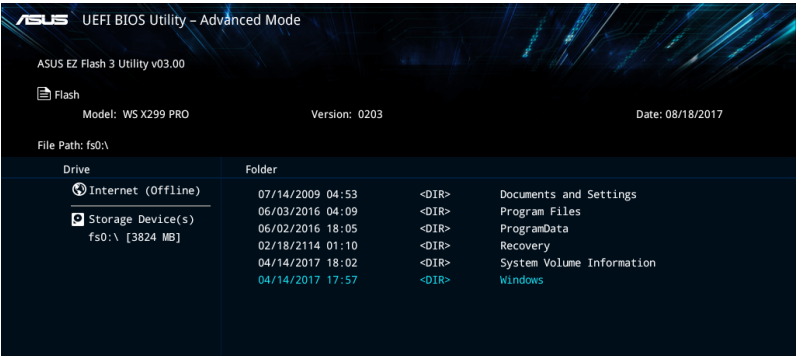 ASUS UEFI BIOS Utility – Advanced Mode
ASUS EZ Flash 3 Utility v03.00
Flash
Model: WS X299 PRO Version: 0203 Date: 08/18/2017
File Path: fs0:\
Drive Folder
Internet (Offline)
Storage Device(s)
fs0:\ [3824 MB]
07/14/2009 04:53 <DIR> Documents and Settings
06/03/2016 04:09 <DIR> Program Files
06/02/2016 18:05 <DIR> ProgramData
02/18/2114 01:10 <DIR> Recovery
04/14/2017 18:02 <DIR> System Volume Information
04/14/2017 17:57 <DIR> Windows